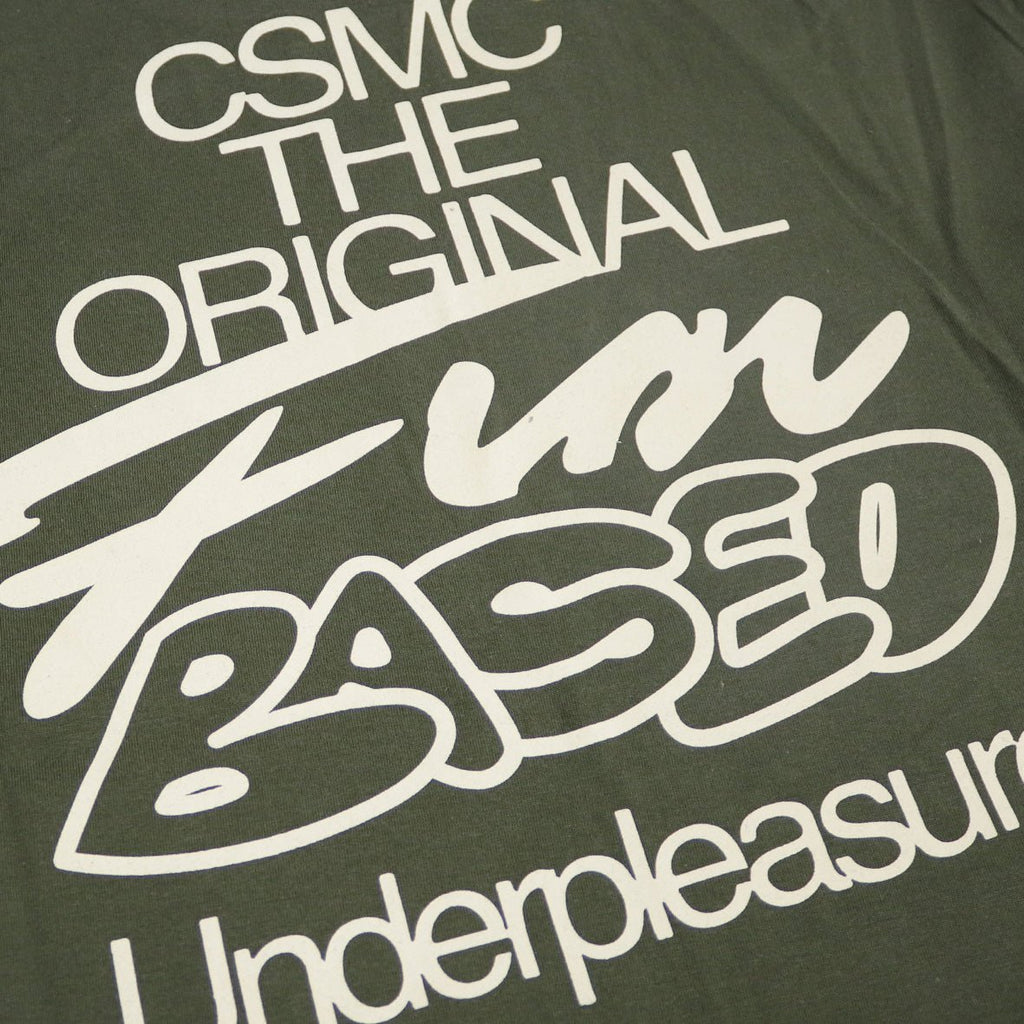 CSMC
THE
ORIGINAL
Fun
BASED
Underpleasur